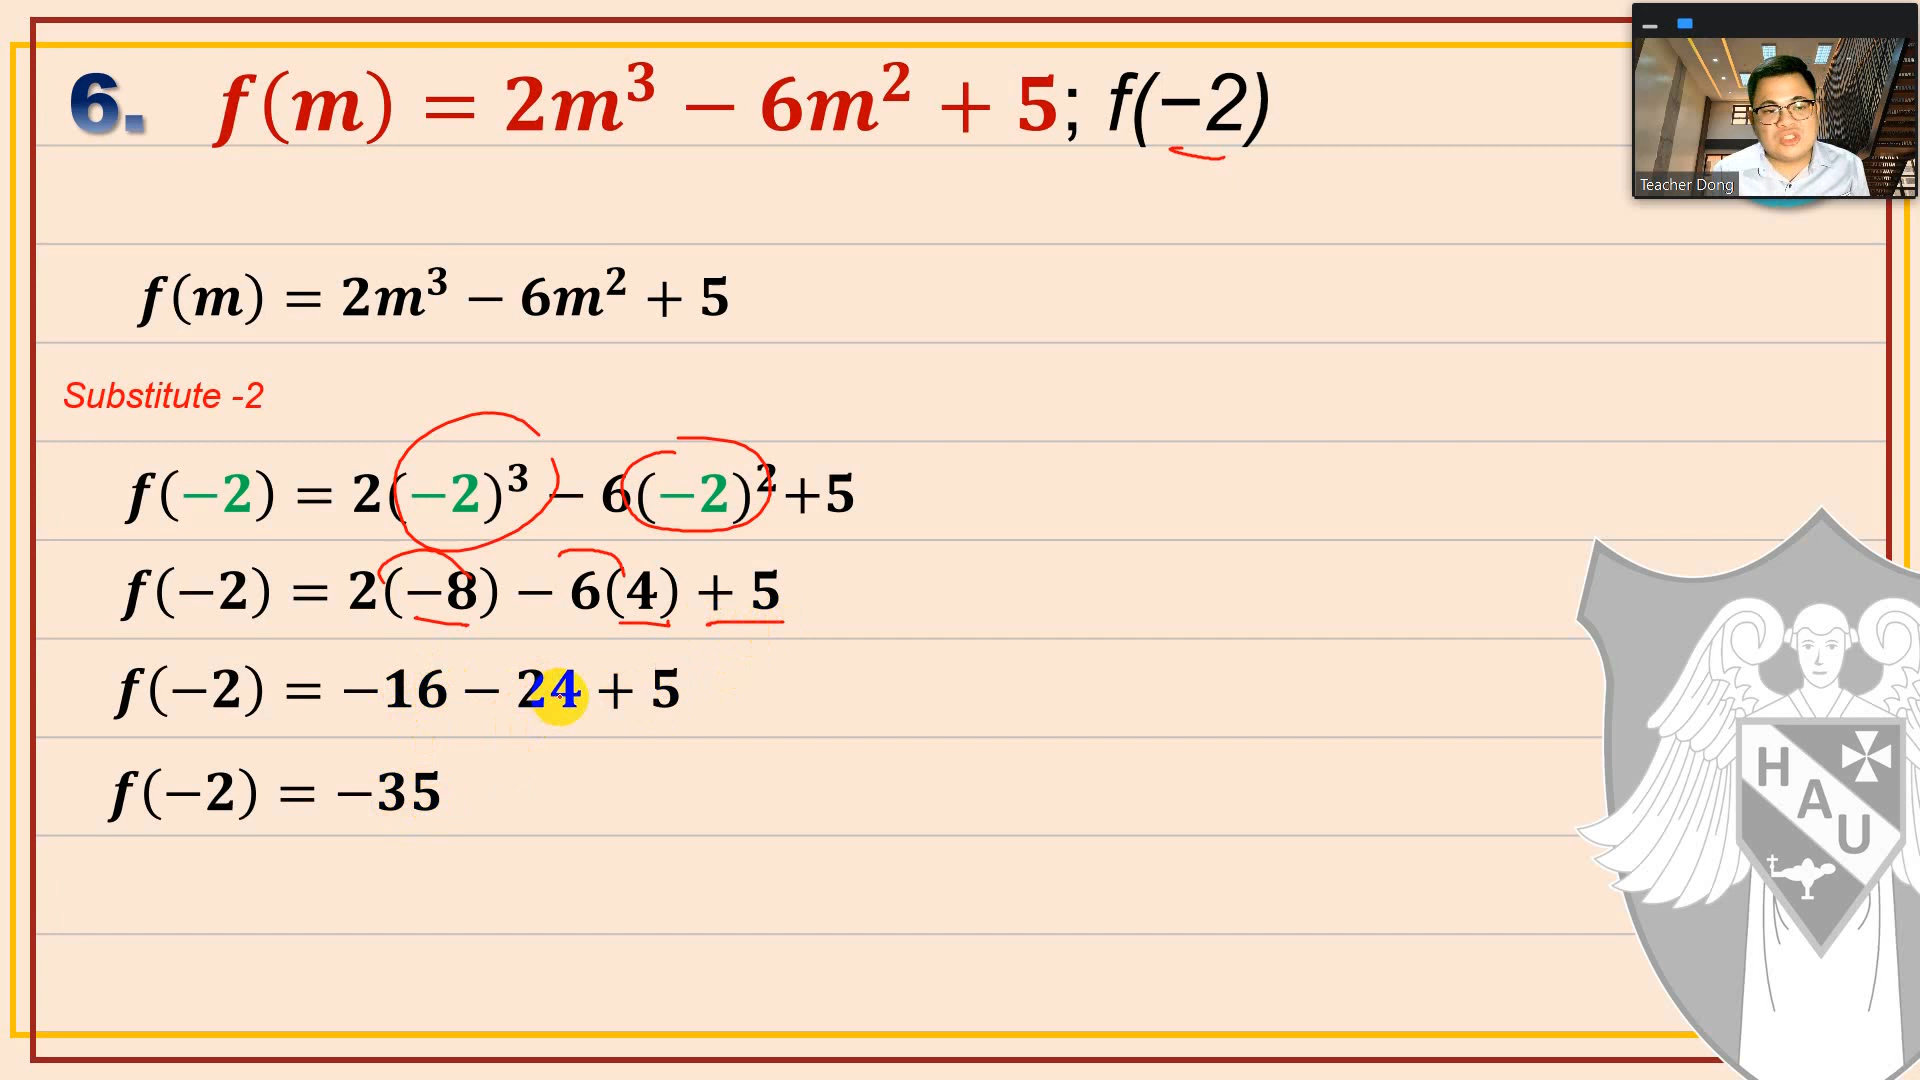 6. f(m) = 2m³ − 6m² + 5; f(−2)
Teacher Dong
f(m) = 2m³ − 6m² + 5
Substitute -2
f(−2) = 2(−2)³ − 6(−2)²+5
f(−2) = 2(−8) − 6(4) + 5
f(−2) = −16 − 24 + 5
f(−2) = −35
H
A
U